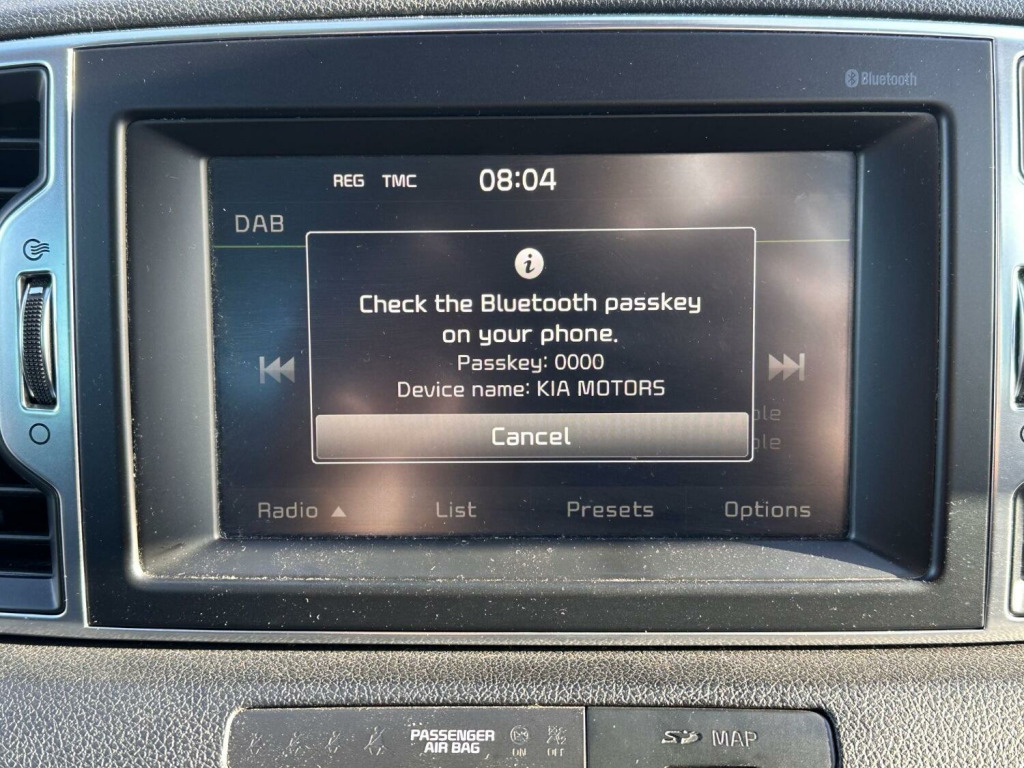 Bluetooth
REG TMC 08:04
DAB
Check the Bluetooth passkey
on your phone.
Passkey: 0000
Device name: KIA MOTORS
Cancel
Radio List Presets Options
PASSENGER
AIR BAG
ON OFF
SD MAP